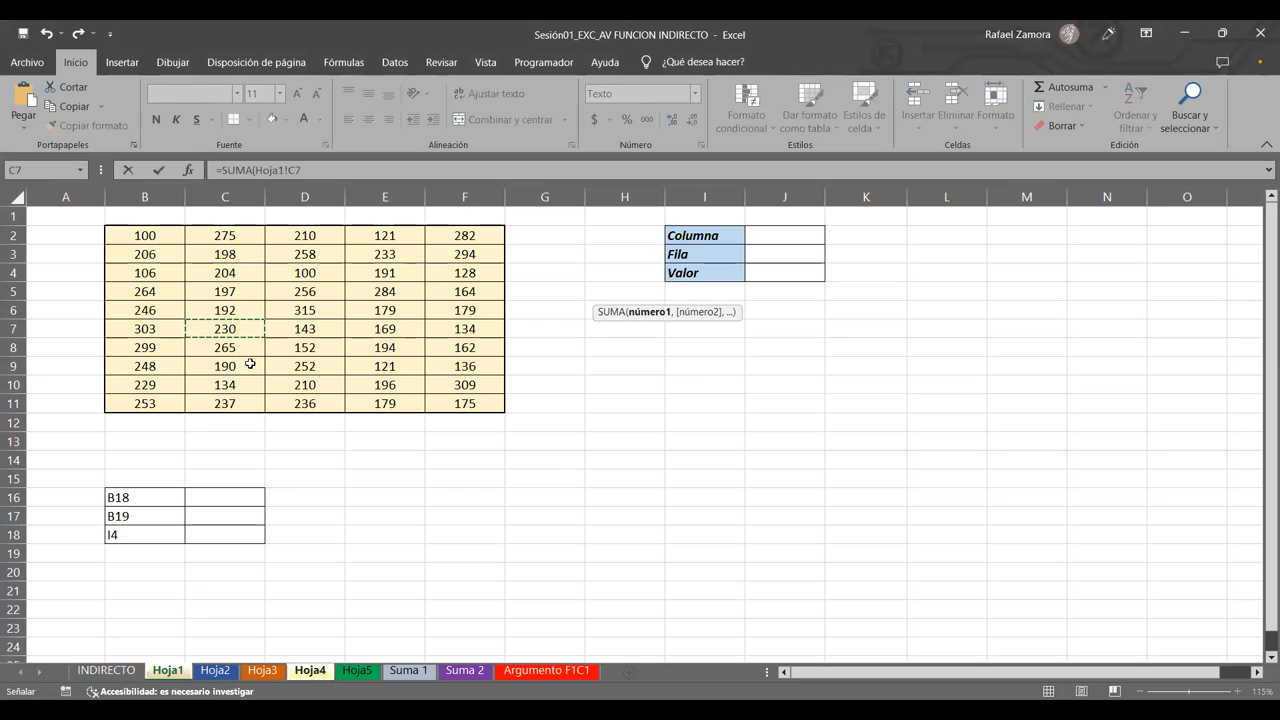 Sesión01_EXC_AV FUNCION INDIRECTO - Excel
Rafael Zamora
Archivo Inicio Insertar Dibujar Disposición de página Fórmulas Datos Revisar Vista Programador Ayuda ¿Qué desea hacer?
Pegar
Cortar
Copiar
Copiar formato
Portapapeles
11
N K S
Fuente
Ajustar texto
Combinar y centrar
Alineación
Texto
$ % 000
Número
Formato condicional
Dar formato como tabla
Estilos de celda
Estilos
Insertar Eliminar Formato
Celdas
Autosuma
Rellenar
Borrar
Ordenar y filtrar
Buscar y seleccionar
Edición
C7 fx =SUMA(Hoja1!C7
A B C D E F G H I J K L M N O
1
2 100 275 210 121 282 Columna
3 206 198 258 233 294 Fila
4 106 204 100 191 128 Valor
5 264 197 256 284 164
6 246 192 315 179 179 SUMA(número1, [número2], ...)
7 303 230 143 169 134
8 299 265 152 194 162
9 248 190 252 121 136
10 229 134 210 196 309
11 253 237 236 179 175
12
13
14
15
16 B18
17 B19
18 I4
19
20
21
22
23
24
INDIRECTO Hoja1 Hoja2 Hoja3 Hoja4 Hoja5 Suma 1 Suma 2 Argumento F1C1
Señalar Accesibilidad: es necesario investigar 115%